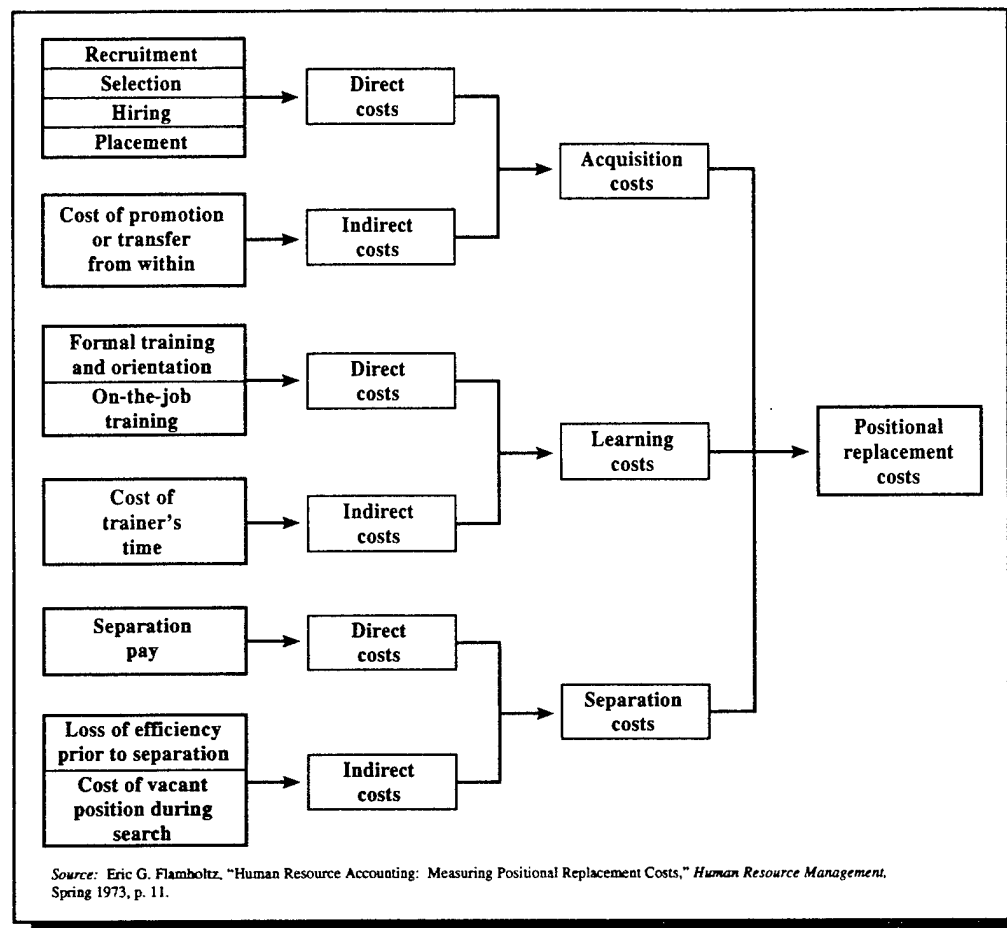 Recruitment
Selection
Hiring
Placement
Direct
costs
Cost of promotion
or transfer
from within
Indirect
costs
Acquisition
costs
Formal training
and orientation
On-the-job
training
Direct
costs
Cost of
trainer's
time
Indirect
costs
Learning
costs
Separation
pay
Direct
costs
Loss of efficiency
prior to separation
Cost of vacant
position during
search
Indirect
costs
Separation
costs
Positional
replacement
costs
Source: Eric G. Flamholtz, "Human Resource Accounting: Measuring Positional Replacement Costs," Human Resource Management,
Spring 1973, p. 11.